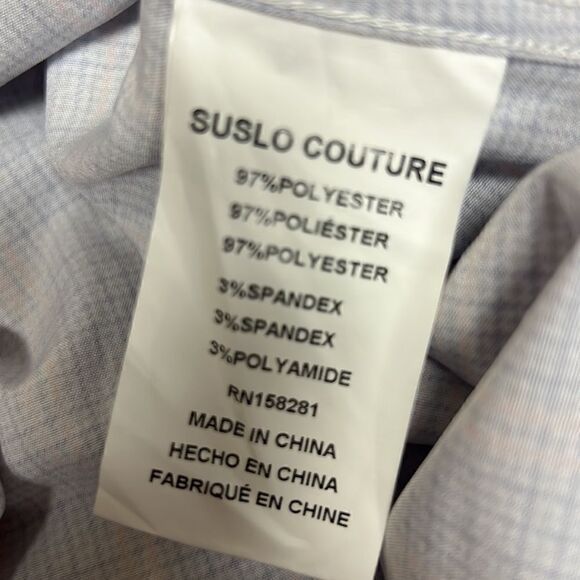 SUSLO COUTURE
97%POLYESTER
97%POLIÉSTER
97%POLYESTER
3%SPANDEX
3%SPANDEX
3%POLYAMIDE
RN158281
MADE IN CHINA
HECHO EN CHINA
FABRIQUÉ EN CHINE